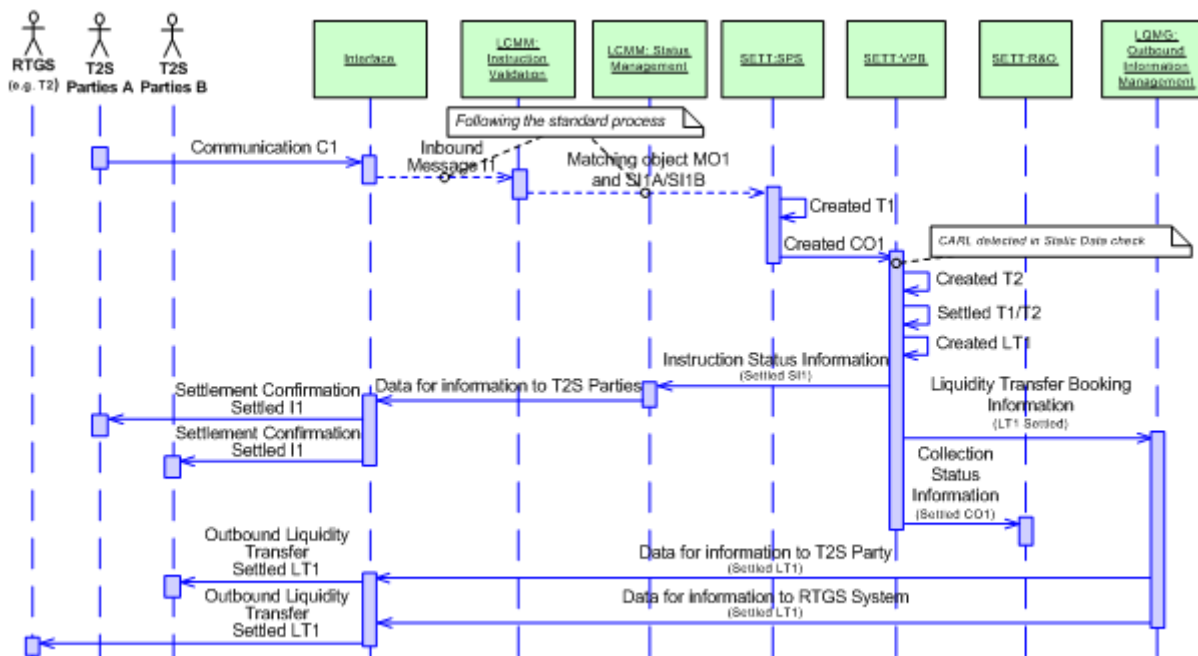 RTGS
(e.g. T2)
T2S
Parties A
T2S
Parties B
Interface
LCMM:
Instruction
Validation
LCMM: Status
Management
SETT:SPS
SETT:VPB
SETT:R&O
LQMG:
Outbound
Information
Management
Following the standard process
Communication C1
Inbound
Message I1
Matching object MO1
and SI1A/SI1B
Created T1
Created CO1
CARL detected in Static Data check
Created T2
Settled T1/T2
Created LT1
Instruction Status Information
(Settled SI1)
Data for information to T2S Parties
Settlement Confirmation
Settled I1
Liquidity Transfer Booking
Information
(LT1 Settled)
Settlement Confirmation
Settled I1
Collection
Status
Information
(Settled CO1)
Outbound Liquidity
Transfer
Settled LT1
Data for information to T2S Party
(Settled LT1)
Outbound Liquidity
Transfer
Settled LT1
Data for information to RTGS System
(Settled LT1)